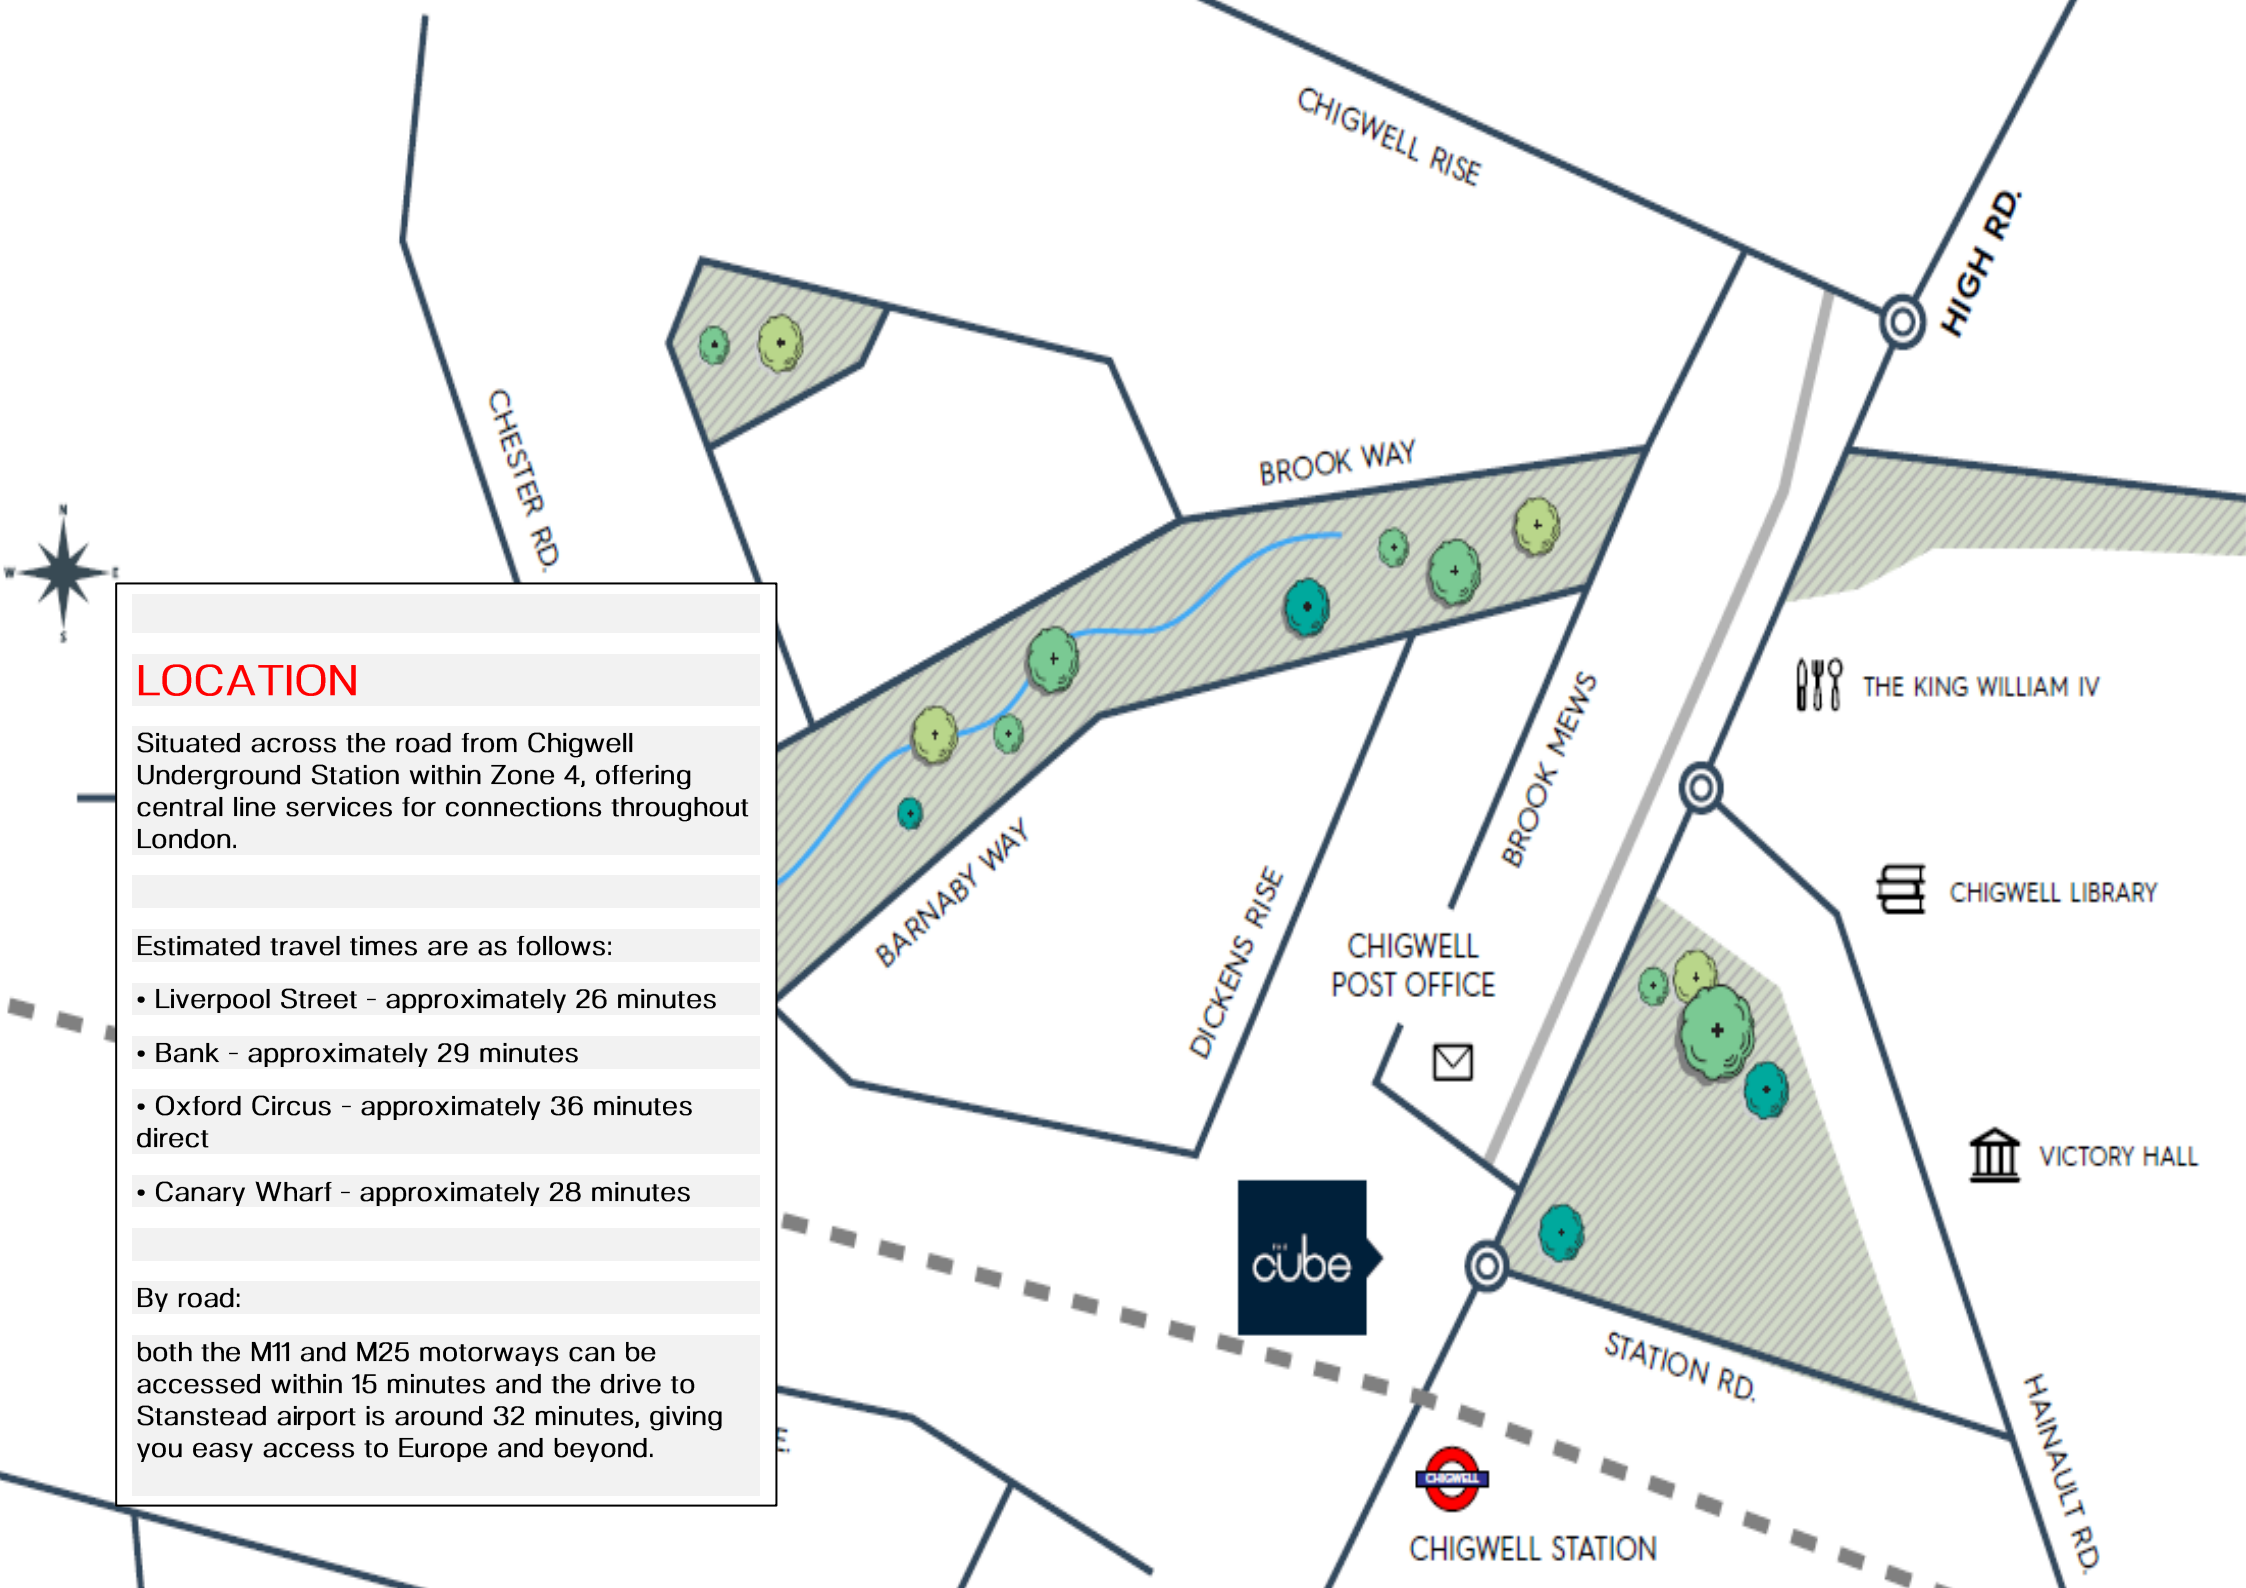 CHIGWELL RISE
HIGH RD.
CHESTER RD.
BROOK WAY
N
W
E
S
LOCATION
Situated across the road from Chigwell
Underground Station within Zone 4, offering
central line services for connections throughout
London.
Estimated travel times are as follows:
• Liverpool Street - approximately 26 minutes
• Bank - approximately 29 minutes
• Oxford Circus - approximately 36 minutes
direct
• Canary Wharf - approximately 28 minutes
By road:
both the M11 and M25 motorways can be
accessed within 15 minutes and the drive to
Stanstead airport is around 32 minutes, giving
you easy access to Europe and beyond.
THE KING WILLIAM IV
BROOK MEWS
BARNABY WAY
DICKENS RISE
CHIGWELL LIBRARY
CHIGWELL
POST OFFICE
VICTORY HALL
THE
cube
STATION RD.
HAINAULT RD.
CHIGWELL
CHIGWELL STATION